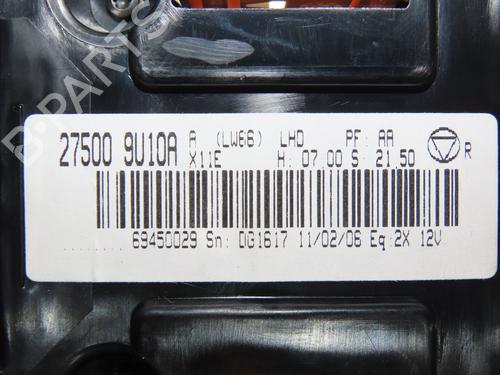 B-PARTS
27500 9U10A A (LW66) LHD PF: AA
X11E H: 07.00 S: 21.50 R
69450029 Sn: DG1617 11/02/06 Eq:2X 12V